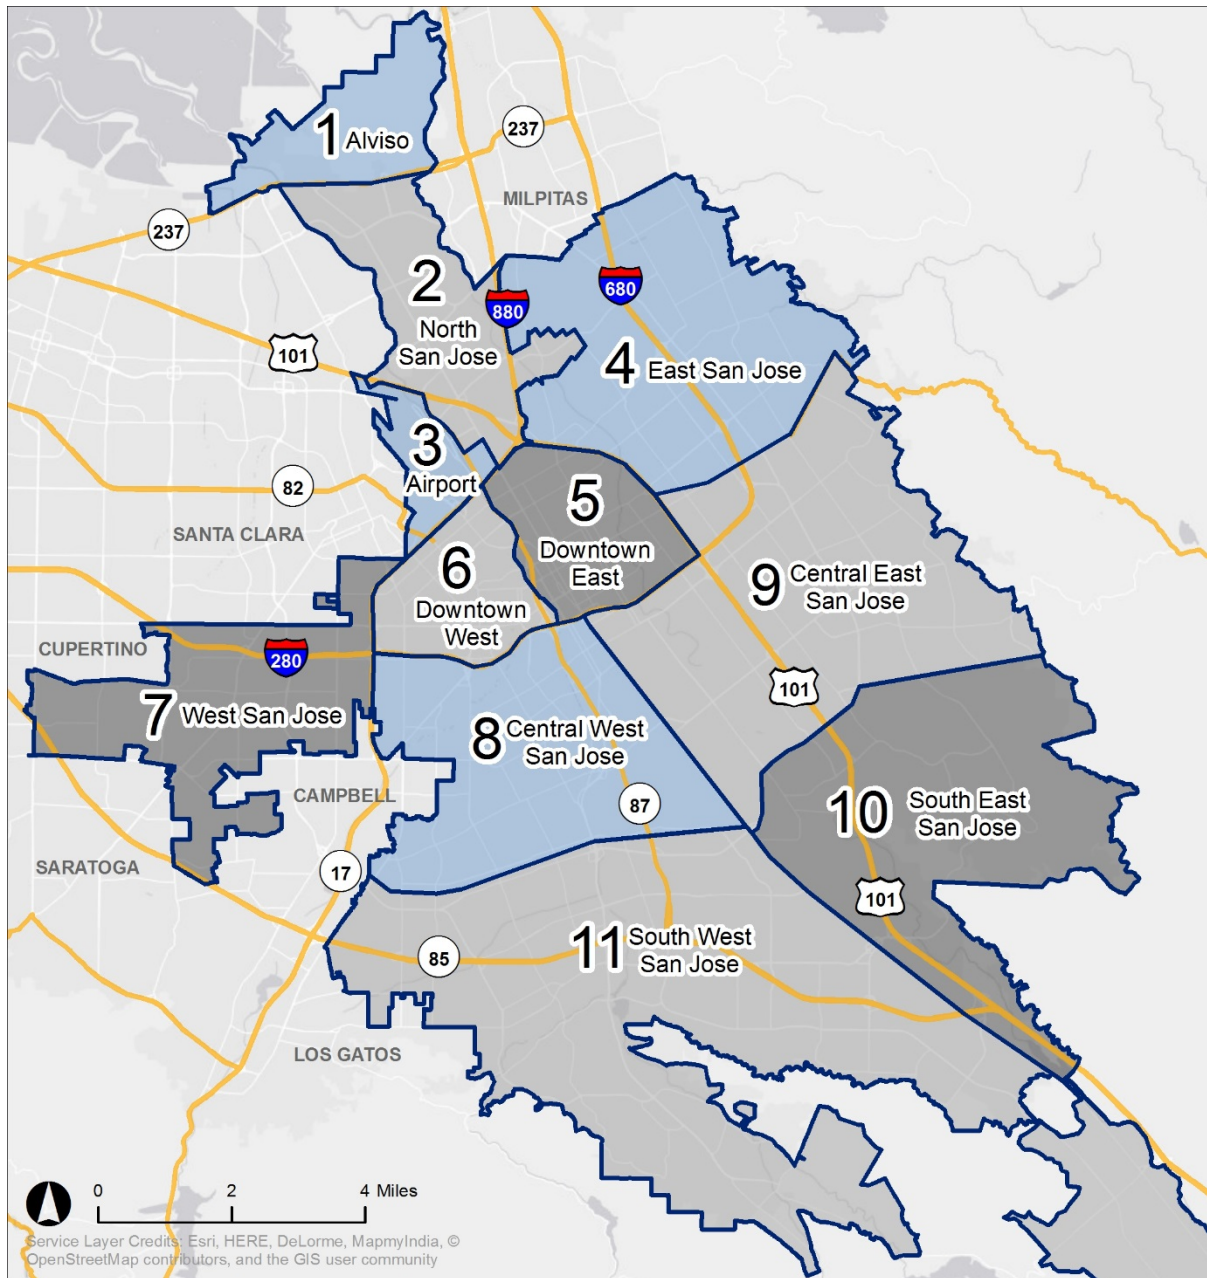 1 Alviso
237
MILPITAS
237
2
North
San Jose
880
680
101
4 East San Jose
3
Airport
82
SANTA CLARA
5
Downtown
East
6
Downtown
West
9 Central East
San Jose
CUPERTINO
280
101
7 West San Jose
8 Central West
San Jose
CAMPBELL
87
10 South East
San Jose
SARATOGA
17
101
11 South West
San Jose
85
LOS GATOS
0 2 4 Miles
Service Layer Credits: Esri, HERE, DeLorme, MapmyIndia, ©
OpenStreetMap contributors, and the GIS user community